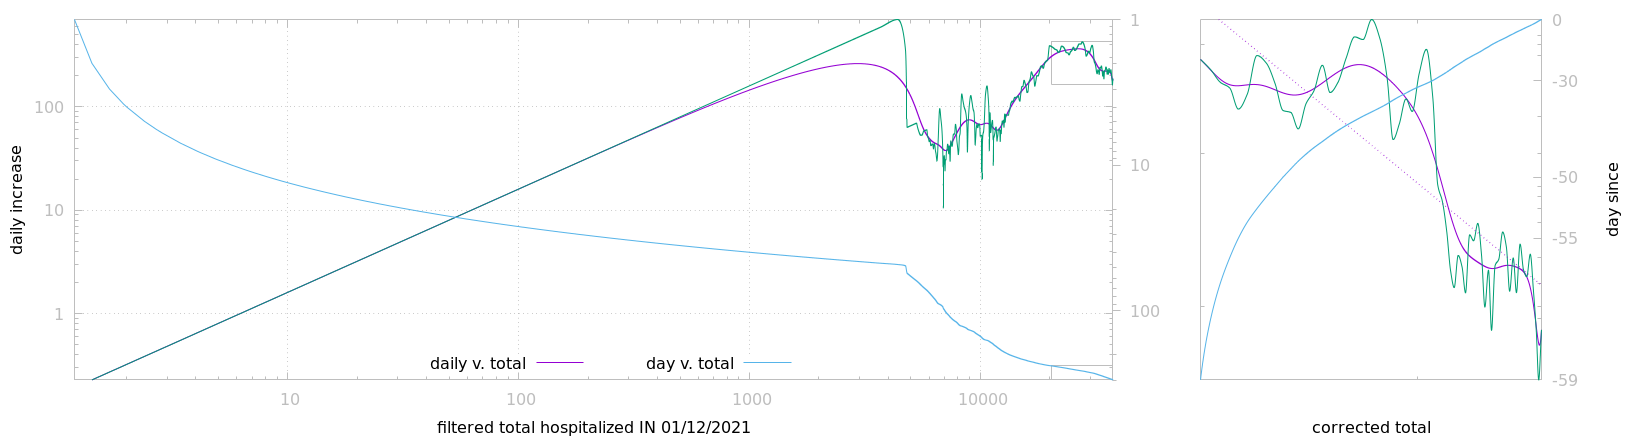 daily increase
100
10
1
10
100
1000
10000
1
10
100
daily v. total
day v. total
filtered total hospitalized IN 01/12/2021
0
-30
-50
-55
-59
day since
corrected total